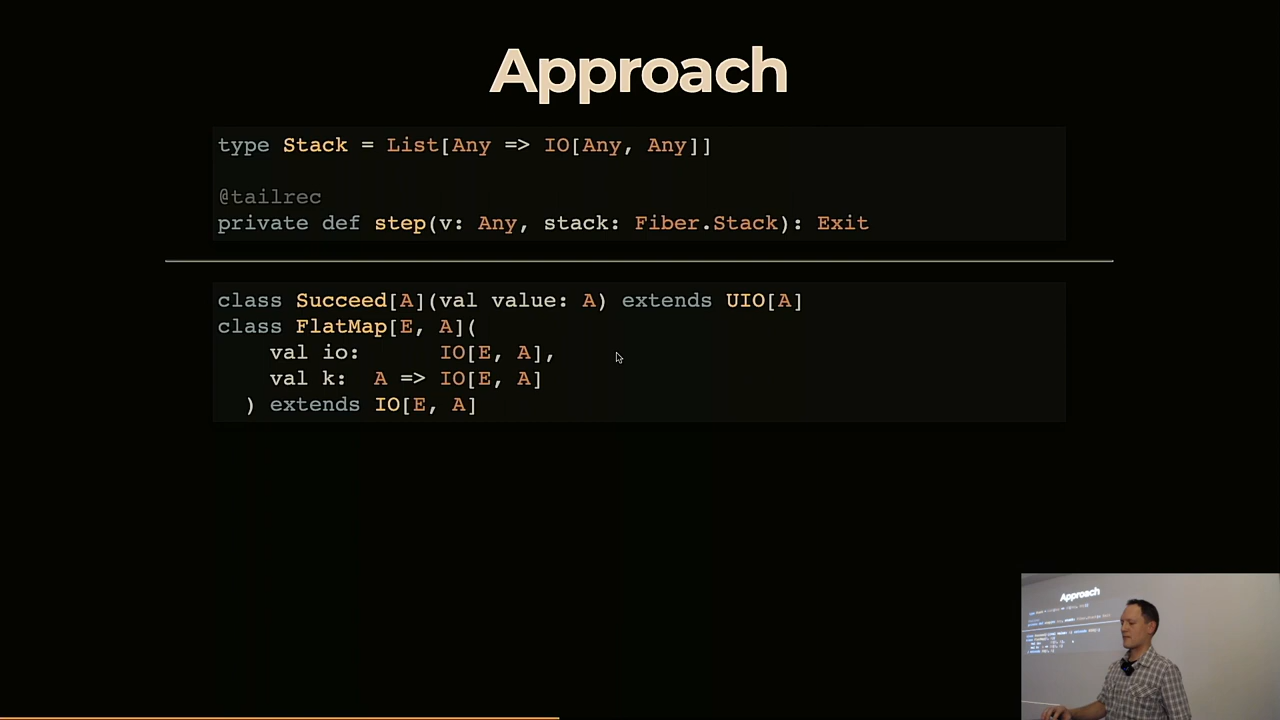 Approach
type Stack = List[Any => IO[Any, Any]]
@tailrec
private def step(v: Any, stack: Fiber.Stack): Exit
class Succeed[A](val value: A) extends UIO[A]
class FlatMap[E, A](
val io: IO[E, A],
val k: A => IO[E, A]
) extends IO[E, A]
Approach